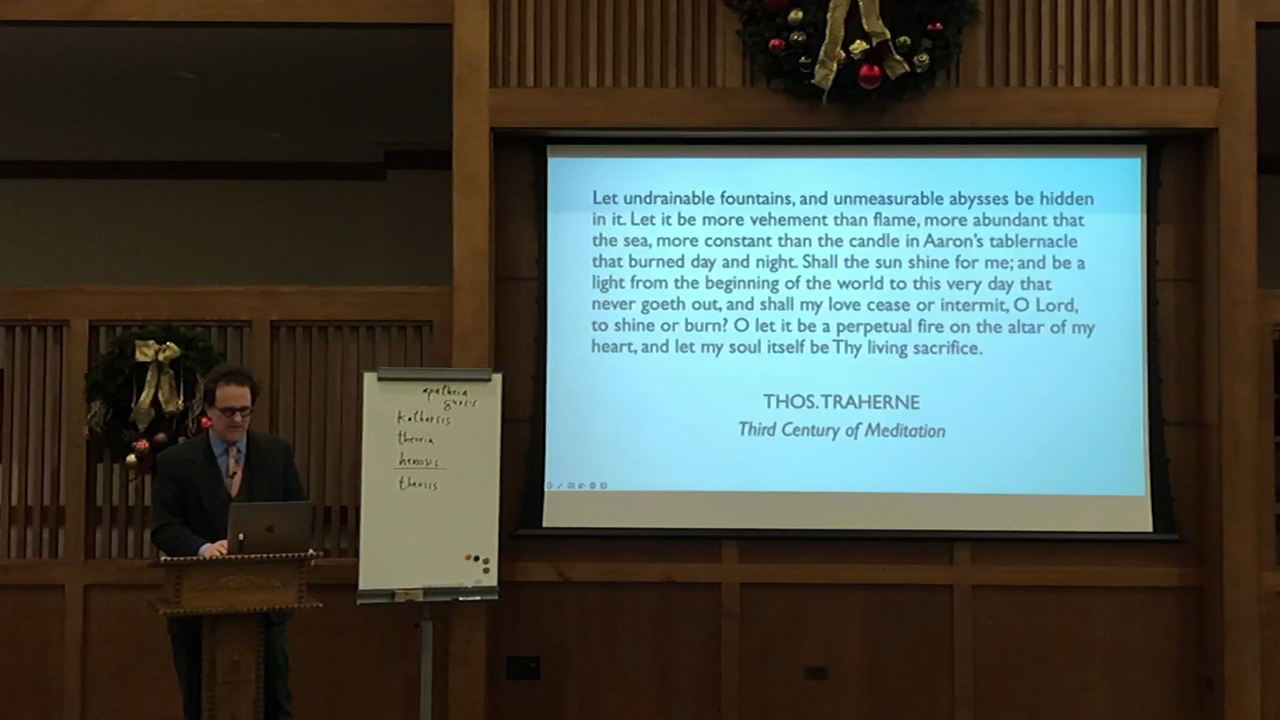 apatheia
gnosis
katharsis
theoria
henosis
theosis
Let undrainable fountains, and unmeasurable abysses be hidden
in it. Let it be more vehement than flame, more abundant that
the sea, more constant than the candle in Aaron's tabernacle
that burned day and night. Shall the sun shine for me; and be a
light from the beginning of the world to this very day that
never goeth out, and shall my love cease or intermit, O Lord,
to shine or burn? O let it be a perpetual fire on the altar of my
heart, and let my soul itself be Thy living sacrifice.
THOS. TRAHERNE
Third Century of Meditation